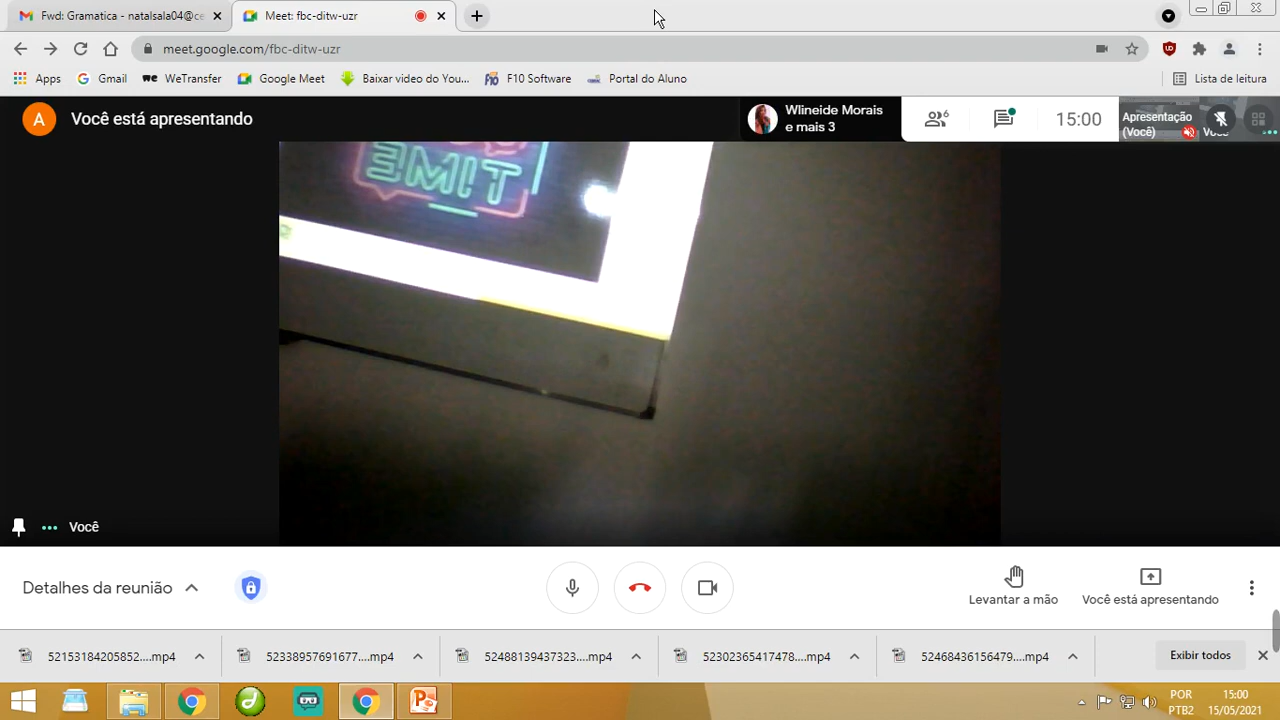 Fwd: Gramatica - natalsala04@ce
Meet: fbc-ditw-uzr
meet.google.com/fbc-ditw-uzr
Apps
Gmail
WeTransfer
Google Meet
Baixar video do You...
F10 Software
Portal do Aluno
Lista de leitura
A
Você está apresentando
Wlineide Morais
e mais 3
6
15:00
Apresentação
(Você)
Você
TIME
Você
Detalhes da reunião
Levantar a mão
Você está apresentando
52153184205852....mp4
52338957691677....mp4
52488139437323....mp4
52302365417478....mp4
52468436156479....mp4
Exibir todos
POR
PTB2
15:00
15/05/2021